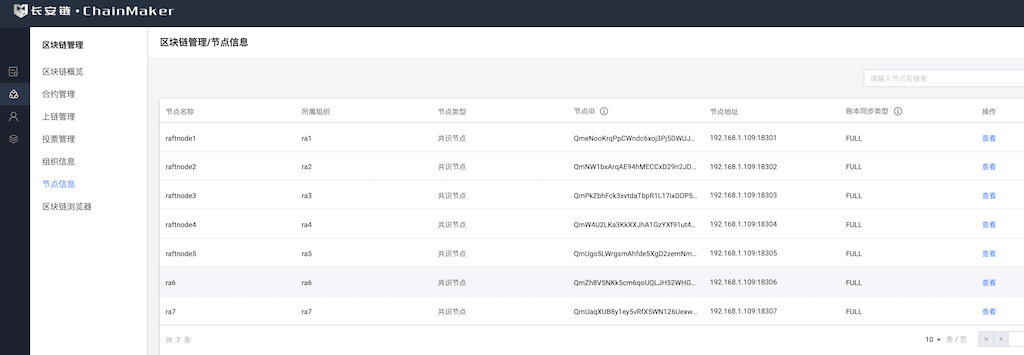 长安链·ChainMaker
区块链管理
区块链概览
合约管理
上链管理
投票管理
组织信息
节点信息
区块链浏览器
区块链管理/节点信息
请输入节点名搜索
节点名称 所属组织 节点类型 节点ID 节点地址 账本同步类型 操作
raftnode1 ra1 共识节点 QmeNooKrqPpCWndc6xoj3Pj5DWUJ... 192.168.1.109:18301 FULL 查看
raftnode2 ra2 共识节点 QmNW1bxArqAE94hMECCxD29n2JD... 192.168.1.109:18302 FULL 查看
raftnode3 ra3 共识节点 QmPkZbhFck3xvtdaTbpR1L17ixDDP5... 192.168.1.109:18303 FULL 查看
raftnode4 ra4 共识节点 QmW4U2LKa3KkXXJhA1GzYXf91ut4... 192.168.1.109:18304 FULL 查看
raftnode5 ra5 共识节点 QmUgo5LWrgsmAhfde5XgD2zemNm... 192.168.1.109:18305 FULL 查看
ra6 ra6 共识节点 QmZh8V5NKk5cm6qoUQLJH52WHG... 192.168.1.109:18306 FULL 查看
ra7 ra7 共识节点 QmUaqXUB8y1ey5vRfX5WN126Uexw... 192.168.1.109:18307 FULL 查看
共 7 条 10 条/页